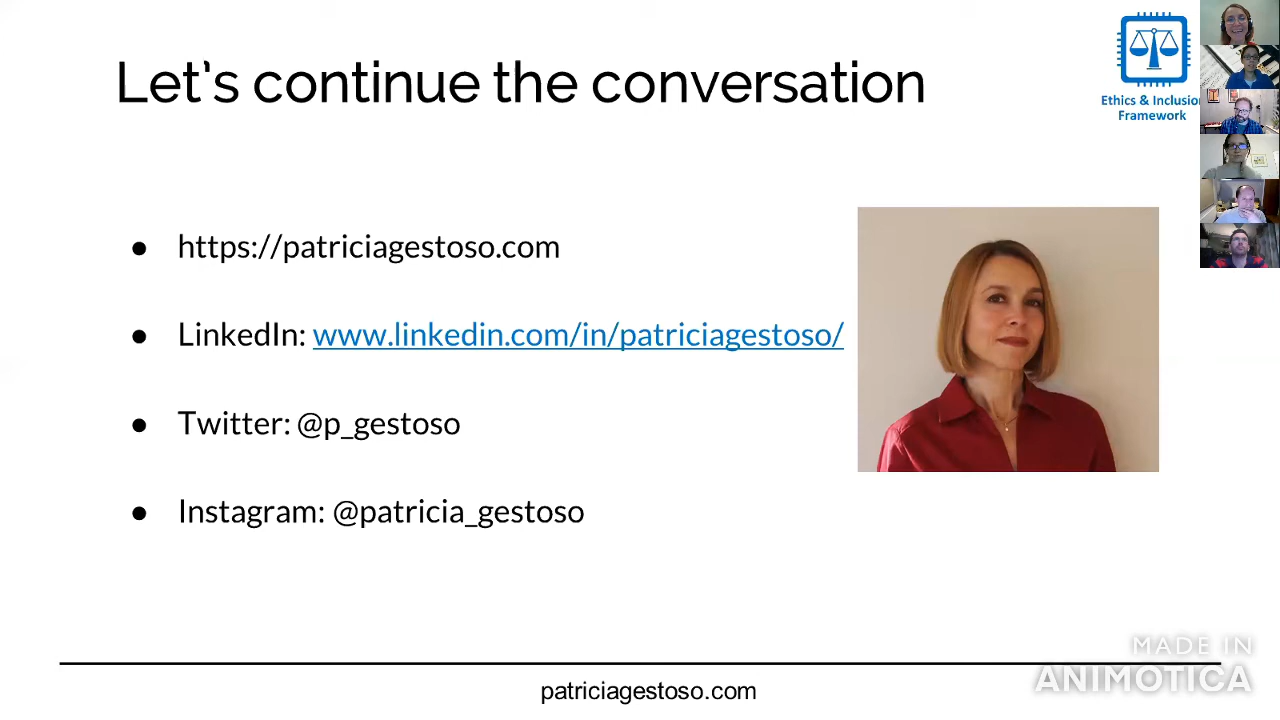 Let's continue the conversation
Ethics & Inclusion
Framework
https://patriciagestoso.com
LinkedIn: www.linkedin.com/in/patriciagestoso/
Twitter: @p_gestoso
Instagram: @patricia_gestoso
patriciagestoso.com
MADE IN
ANIMOTICA